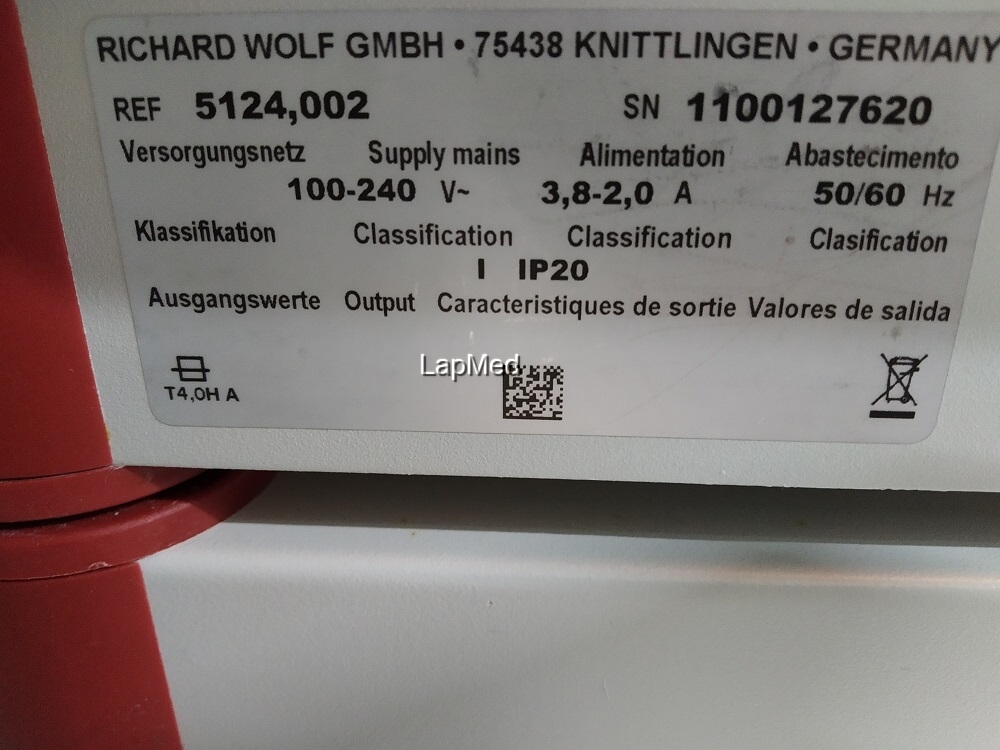 RICHARD WOLF GMBH • 75438 KNITTLINGEN • GERMANY
REF 5124,002 SN 1100127620
Versorgungsnetz Supply mains Alimentation Abastecimento
100-240 V~ 3,8-2,0 A 50/60 Hz
Klassifikation Classification Classification Clasification
I IP20
Ausgangswerte Output Caracteristiques de sortie Valores de salida
LapMed
T4,0H A